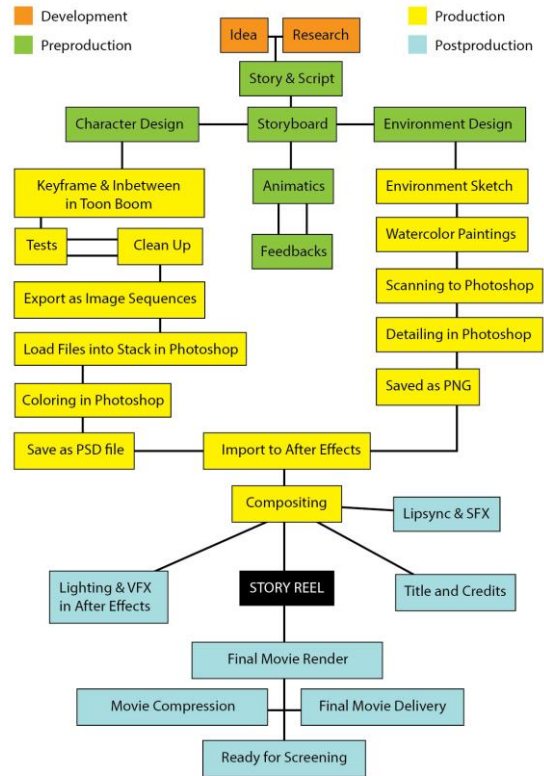 Development
Preproduction
Production
Postproduction
Idea
Research
Story & Script
Character Design
Storyboard
Environment Design
Keyframe & Inbetween
in Toon Boom
Animatics
Environment Sketch
Tests
Clean Up
Feedbacks
Watercolor Paintings
Export as Image Sequences
Scanning to Photoshop
Load Files into Stack in Photoshop
Detailing in Photoshop
Coloring in Photoshop
Saved as PNG
Save as PSD file
Import to After Effects
Compositing
Lipsync & SFX
Lighting & VFX
in After Effects
STORY REEL
Title and Credits
Final Movie Render
Movie Compression
Final Movie Delivery
Ready for Screening